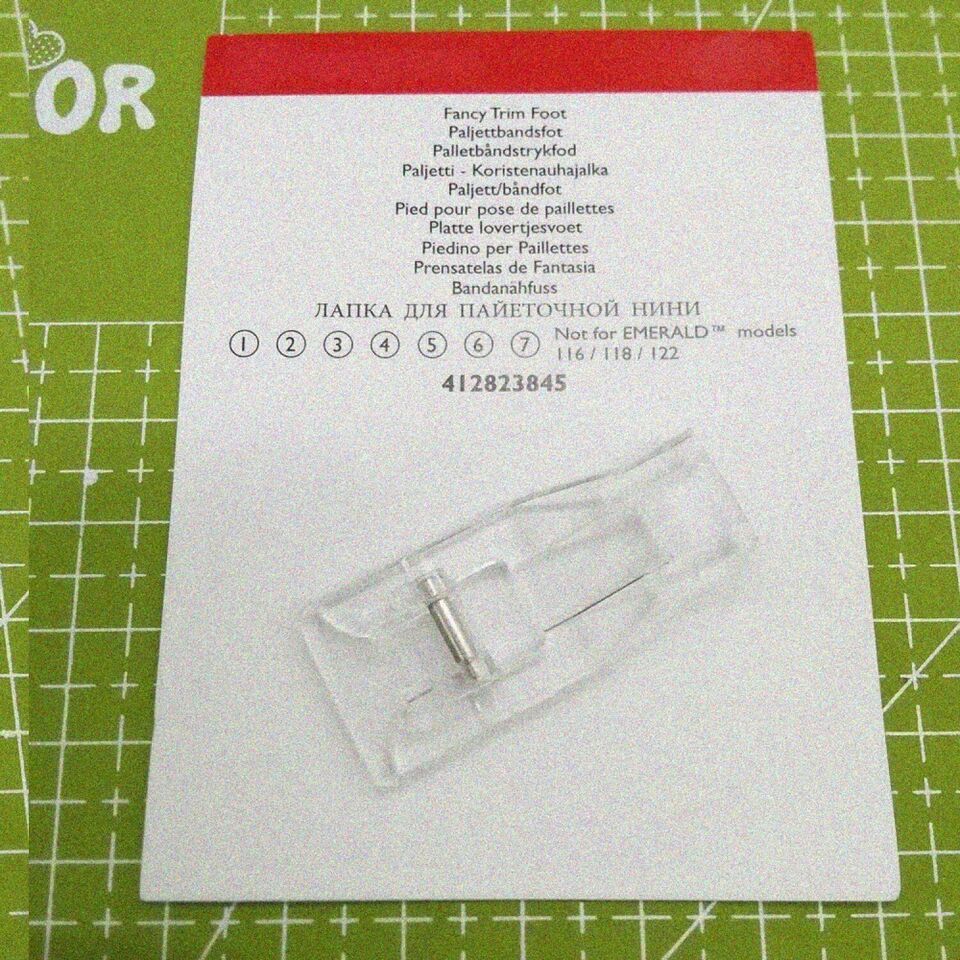 OR
Fancy Trim Foot
Paljettbandsfot
Palletbåndstrykfod
Paljetti - Koristenauhajalka
Paljett/båndfot
Pied pour pose de paillettes
Platte lovertjesvoet
Piedino per Paillettes
Prensatelas de Fantasia
Bandanähfuss
ЛАПКА ДЛЯ ПАЙЕТОЧНОЙ НИНИ
1 2 3 4 5 6 7 Not for EMERALD™ models
116 / 118 / 122
412823845